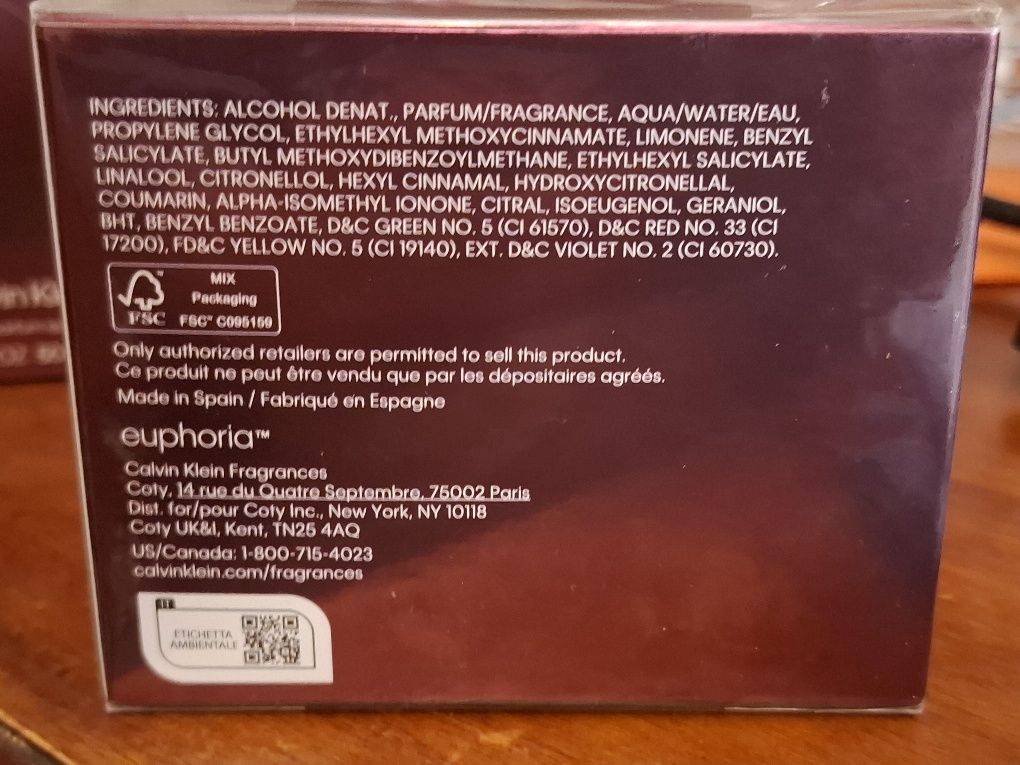 INGREDIENTS: ALCOHOL DENAT., PARFUM/FRAGRANCE, AQUA/WATER/EAU,
PROPYLENE GLYCOL, ETHYLHEXYL METHOXYCINNAMATE, LIMONENE, BENZYL
SALICYLATE, BUTYL METHOXYDIBENZOYLMETHANE, ETHYLHEXYL SALICYLATE,
LINALOOL, CITRONELLOL, HEXYL CINNAMAL, HYDROXYCITRONELLAL,
COUMARIN, ALPHA-ISOMETHYL IONONE, CITRAL, ISOEUGENOL, GERANIOL,
BHT, BENZYL BENZOATE, D&C GREEN NO. 5 (CI 61570), D&C RED NO. 33 (CI
17200), FD&C YELLOW NO. 5 (CI 19140), EXT. D&C VIOLET NO. 2 (CI 60730).
FSC
MIX
Packaging
FSC™ C095159
Only authorized retailers are permitted to sell this product.
Ce produit ne peut être vendu que par les dépositaires agréés.
Made in Spain / Fabriqué en Espagne
euphoria™
Calvin Klein Fragrances
Coty, 14 rue du Quatre Septembre, 75002 Paris
Dist. for/pour Coty Inc., New York, NY 10118
Coty UK&I, Kent, TN25 4AQ
US/Canada: 1-800-715-4023
calvinklein.com/fragrances
IT
ETICHETTA
AMBIENTALE